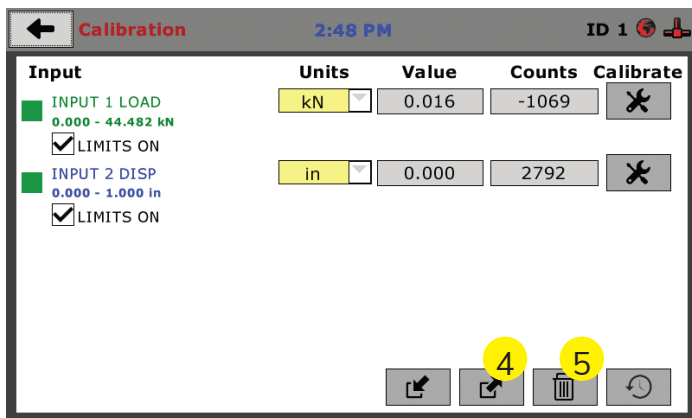 Calibration 2:48 PM ID 1
Input Units Value Counts Calibrate
INPUT 1 LOAD kN 0.016 -1069
0.000 - 44.482 kN
LIMITS ON
INPUT 2 DISP in 0.000 2792
0.000 - 1.000 in
LIMITS ON
4 5